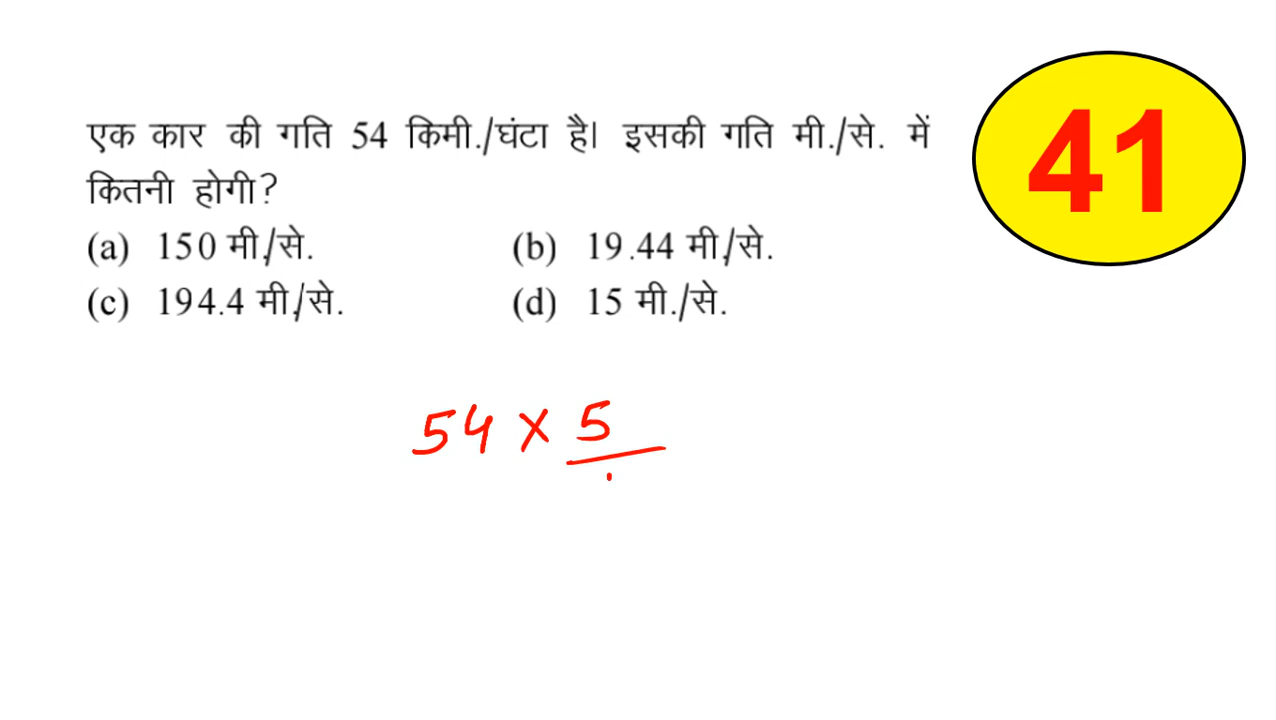 एक कार की गति 54 किमी./घंटा है। इसकी गति मी./से. में
कितनी होगी?
(a) 150 मी./से. (b) 19.44 मी./से.
(c) 194.4 मी./से. (d) 15 मी./से.
41
54 × 5